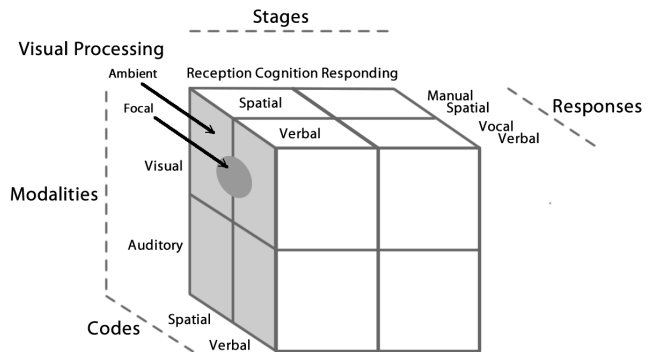 Stages
Visual Processing
Ambient
Reception Cognition Responding
Focal
Spatial
Verbal
Manual
Spatial
Vocal
Verbal
Responses
Visual
Modalities
Auditory
Codes
Spatial
Verbal